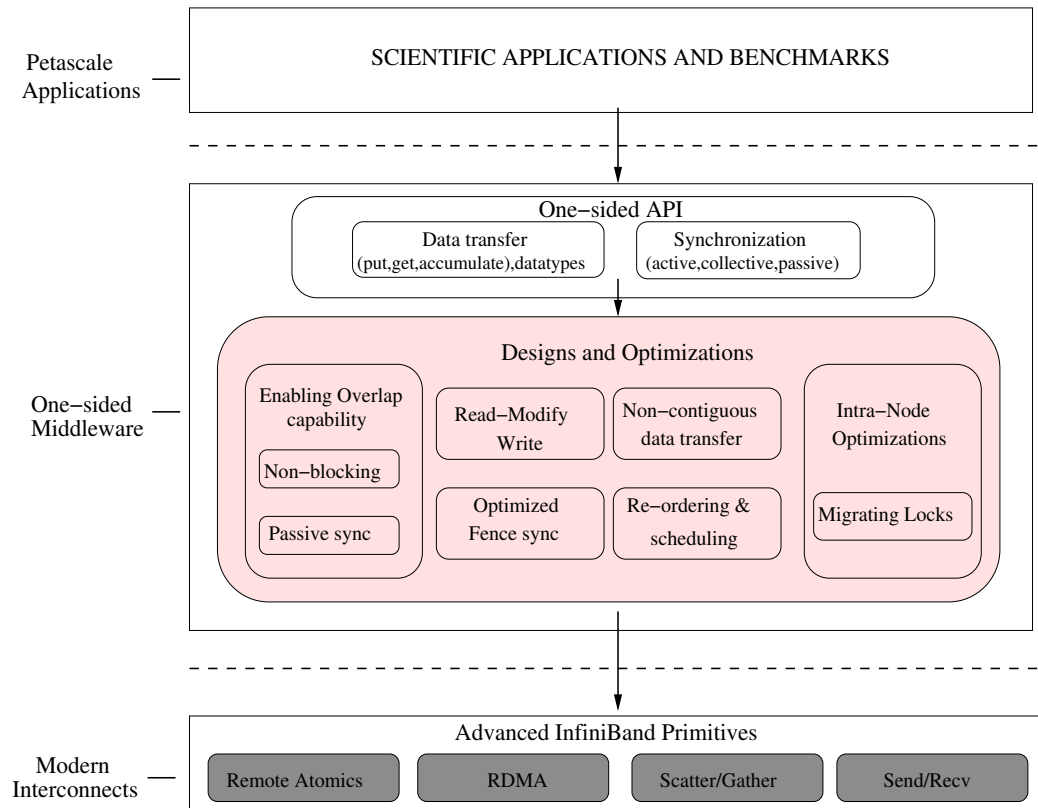 Petascale
Applications
SCIENTIFIC APPLICATIONS AND BENCHMARKS
One−sided
Middleware
One−sided API
Data transfer
(put,get,accumulate),datatypes
Synchronization
(active,collective,passive)
Designs and Optimizations
Enabling Overlap
capability
Non−blocking
Passive sync
Read−Modify
Write
Non−contiguous
data transfer
Optimized
Fence sync
Re−ordering &
scheduling
Intra−Node
Optimizations
Migrating Locks
Modern
Interconnects
Advanced InfiniBand Primitives
Remote Atomics
RDMA
Scatter/Gather
Send/Recv